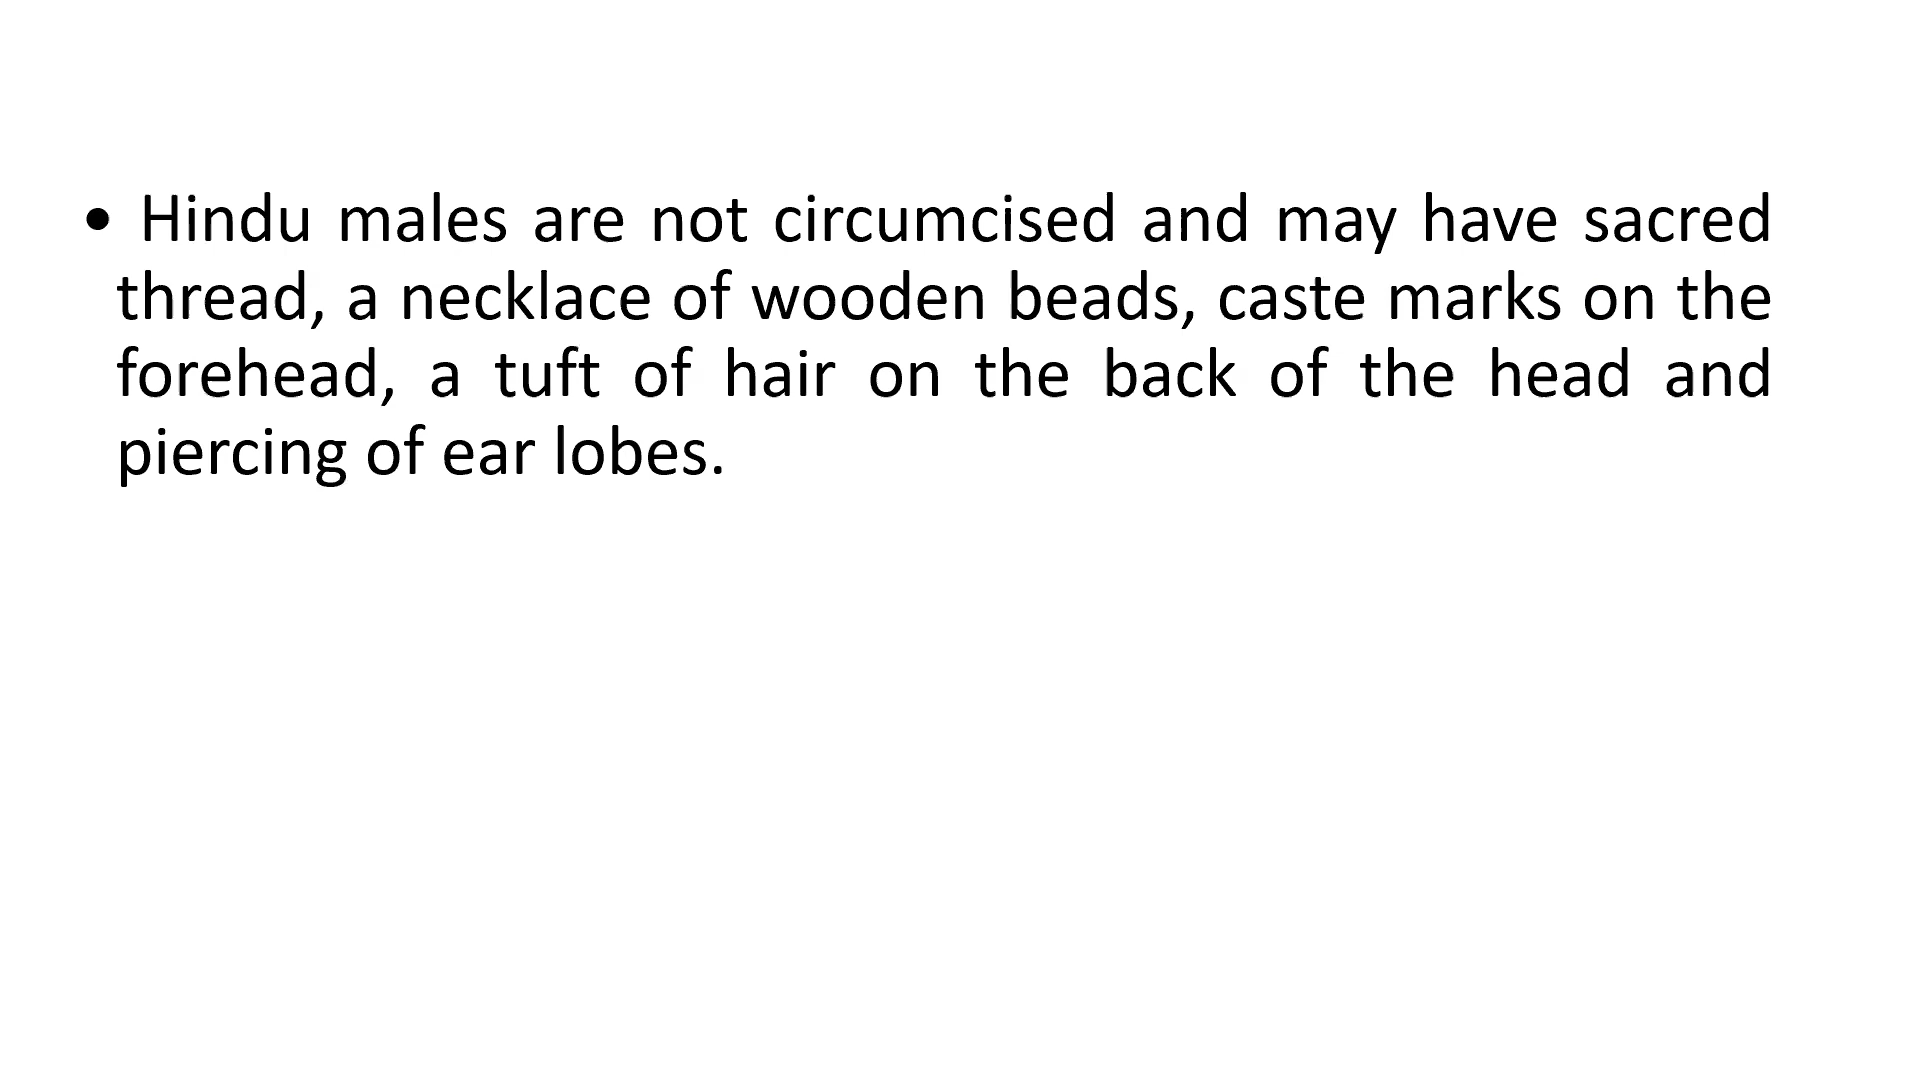 • Hindu males are not circumcised and may have sacred
thread, a necklace of wooden beads, caste marks on the
forehead, a tuft of hair on the back of the head and
piercing of ear lobes.